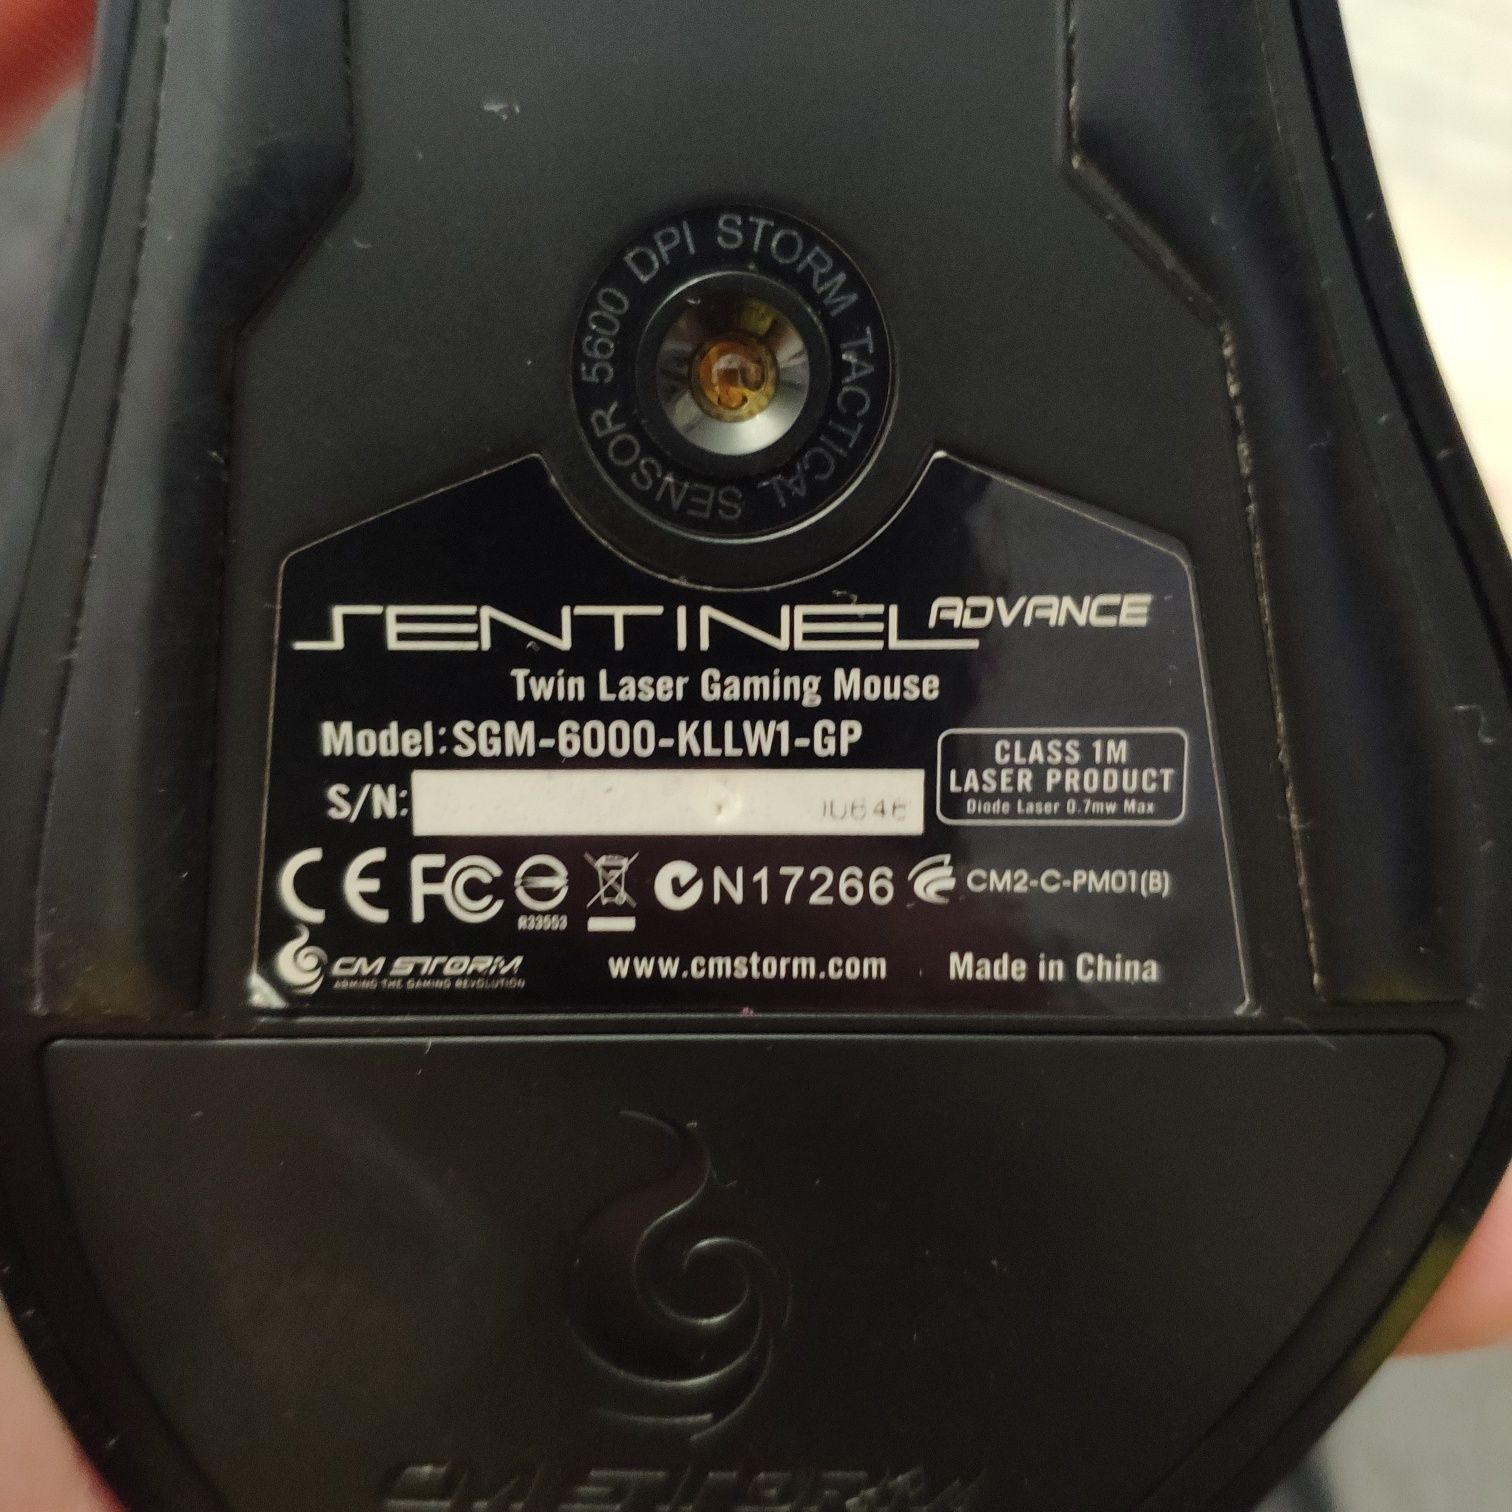 5600 DPI STORM TACTICAL SENSOR
SENTINEL ADVANCE
Twin Laser Gaming Mouse
Model:SGM-6000-KLLW1-GP
S/N:
CLASS 1M
LASER PRODUCT
Diode Laser 0.7mw Max
CE FC N17266 CM2-C-PM01(B)
R33553
CM STORM
ARMING THE GAMING REVOLUTION
www.cmstorm.com
Made in China
CM STORM